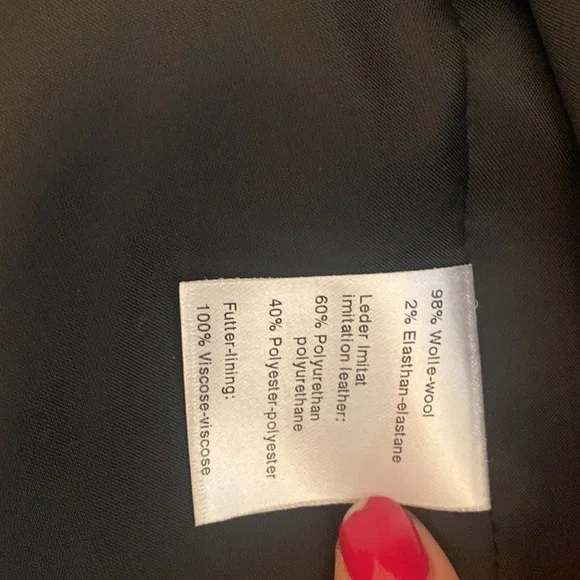 98% Wolle-wool
2% Elasthan-elastane
Leder Imitat
imitation leather:
60% Polyurethan
polyurethane
40% Polyester-polyester
Futter-lining:
100% Viscose-viscose